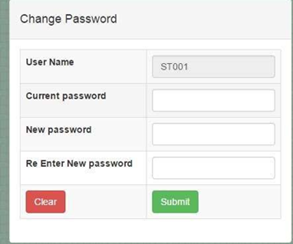 Change Password
User Name ST001
Current password
New password
Re Enter New password
Clear Submit